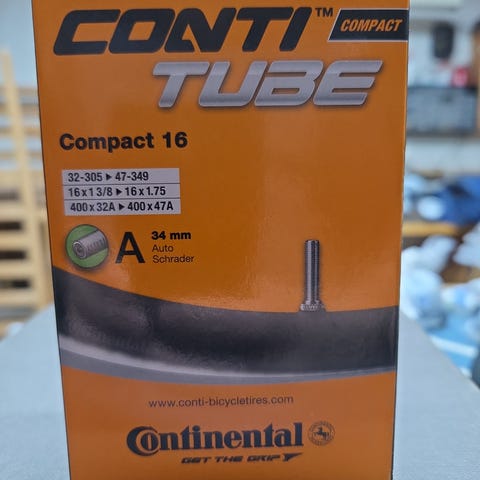 CONTI™ COMPACT
TUBE
Compact 16
32-305 ▸ 47-349
16 x 1 3/8 ▸ 16 x 1.75
400 x 32A ▸ 400 x 47A
A 34 mm
Auto
Schrader
www.conti-bicycletires.com
Continental
GET THE GRIP